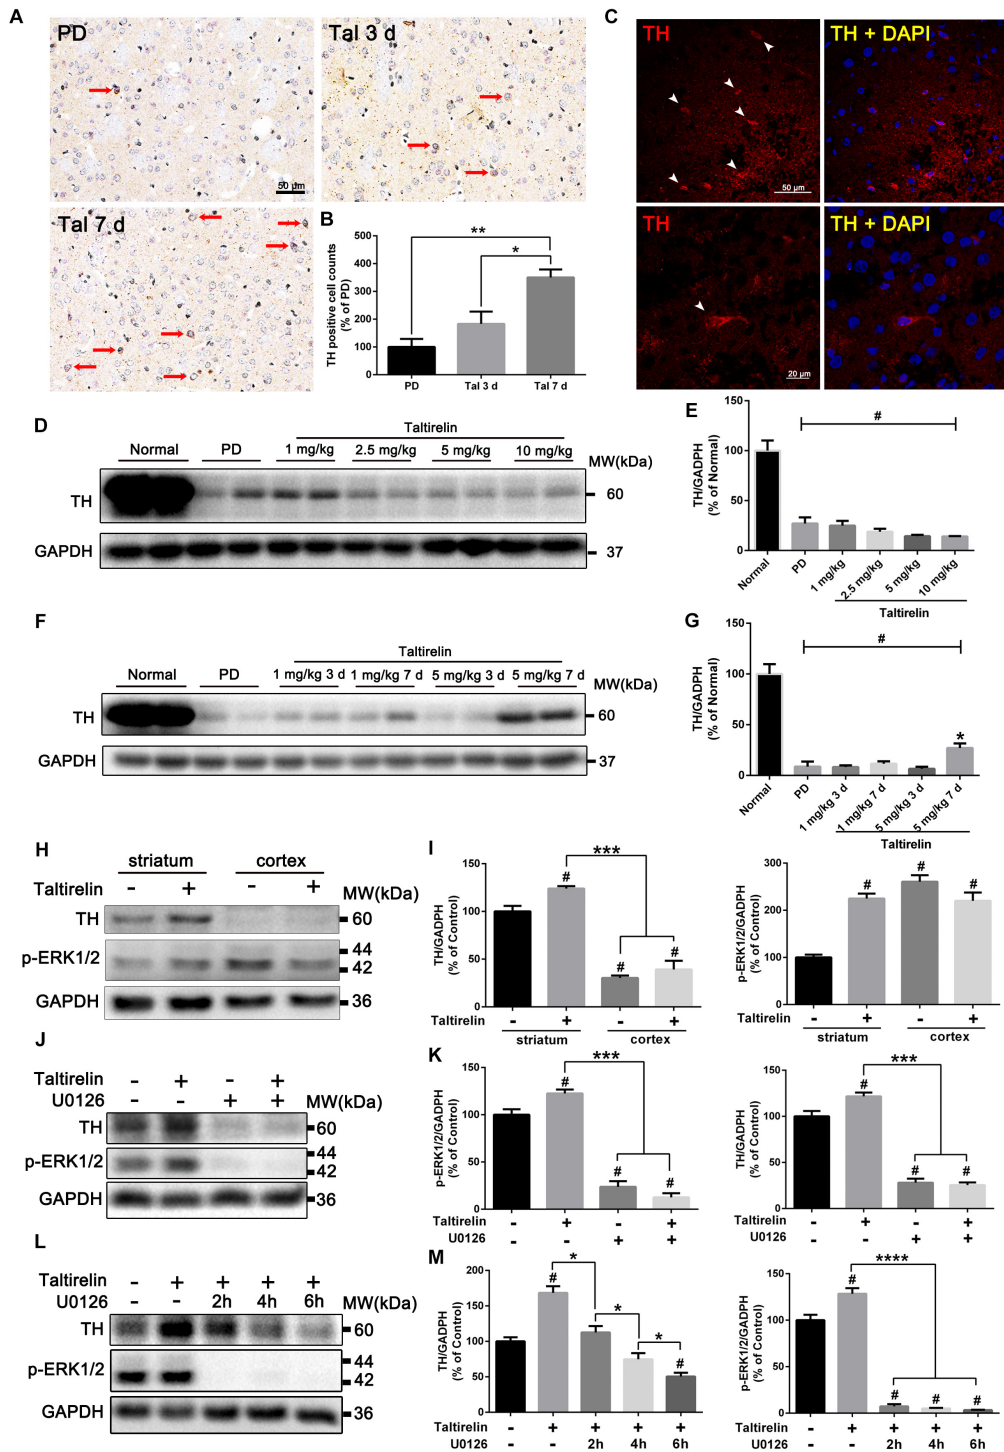 A
PD
50 μm
Tal 3 d
Tal 7 d
B
TH positive cell counts
(% of PD)
500
400
300
200
100
0
**
*
PD Tal 3 d Tal 7 d
C
TH
50 μm
TH + DAPI
TH
20 μm
TH + DAPI
D
Taltirelin
Normal PD 1 mg/kg 2.5 mg/kg 5 mg/kg 10 mg/kg
MW(kDa)
TH
60
GAPDH
37
E
TH/GADPH
(% of Normal)
150
100
50
0
#
Normal PD 1 mg/kg 2.5 mg/kg 5 mg/kg 10 mg/kg
Taltirelin
F
Taltirelin
Normal PD 1 mg/kg 3 d 1 mg/kg 7 d 5 mg/kg 3 d 5 mg/kg 7 d
MW(kDa)
TH
60
GAPDH
37
G
TH/GADPH
(% of Normal)
150
100
50
0
#
*
Normal PD 1 mg/kg 3 d 1 mg/kg 7 d 5 mg/kg 3 d 5 mg/kg 7 d
Taltirelin
H
striatum cortex
Taltirelin - + - + MW(kDa)
TH
60
p-ERK1/2
44
42
GAPDH
36
I
TH/GADPH
(% of Control)
150
100
50
0
***
# # #
Taltirelin - + - +
striatum cortex
p-ERK1/2/GADPH
(% of Control)
300
200
100
0
# # #
Taltirelin - + - +
striatum cortex
J
Taltirelin - + - +
U0126 - - + + MW(kDa)
TH
60
p-ERK1/2
44
42
GAPDH
36
K
p-ERK1/2/GADPH
(% of Control)
150
100
50
0
***
# # #
Taltirelin - + - +
U0126 - - + +
TH/GADPH
(% of Control)
150
100
50
0
***
# # #
Taltirelin - + - +
U0126 - - + +
L
Taltirelin - + + + +
U0126 - - 2h 4h 6h MW(kDa)
TH
60
p-ERK1/2
44
42
GAPDH
36
M
TH/GADPH
(% of Control)
200
150
100
50
0
* * *
# #
Taltirelin - + + + +
U0126 - - 2h 4h 6h
p-ERK1/2/GADPH
(% of Control)
150
100
50
0
****
# # # #
Taltirelin - + + + +
U0126 - - 2h 4h 6h